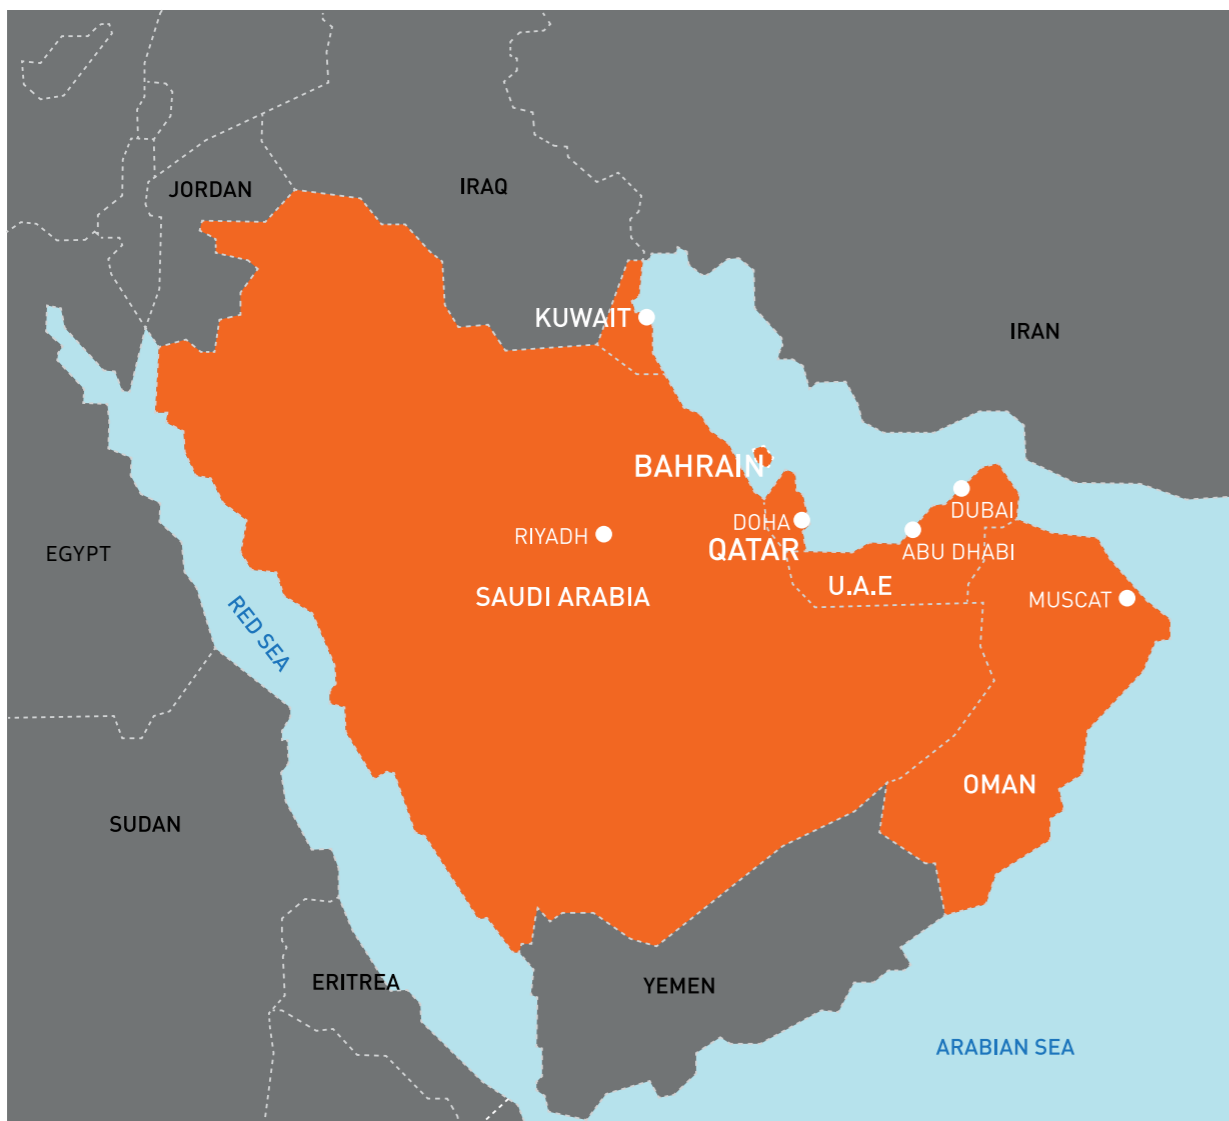 IRAQ
JORDAN
KUWAIT
IRAN
BAHRAIN
DUBAI
DOHA
RIYADH
QATAR
ABU DHABI
EGYPT
U.A.E
SAUDI ARABIA
MUSCAT
RED SEA
OMAN
SUDAN
ERITREA
YEMEN
ARABIAN SEA